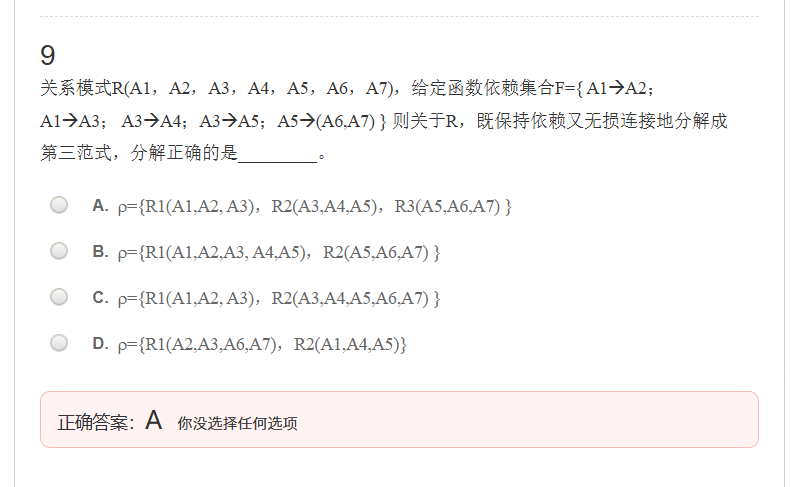 9
关系模式R(A1，A2，A3，A4，A5，A6，A7)，给定函数依赖集合F={ A1→A2；
A1→A3； A3→A4；A3→A5；A5→(A6,A7) } 则关于R，既保持依赖又无损连接地分解成
第三范式，分解正确的是_________。
A. ρ={R1(A1,A2, A3)，R2(A3,A4,A5)，R3(A5,A6,A7) }
B. ρ={R1(A1,A2,A3, A4,A5)，R2(A5,A6,A7) }
C. ρ={R1(A1,A2, A3)，R2(A3,A4,A5,A6,A7) }
D. ρ={R1(A2,A3,A6,A7)，R2(A1,A4,A5)}
正确答案：A 你没选择任何选项